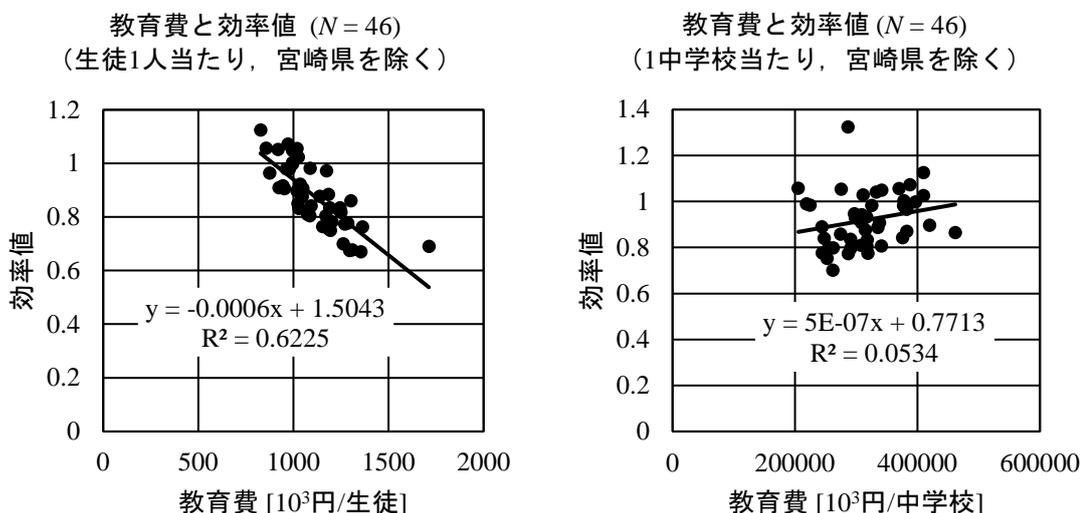 教育費と効率値 (N = 46)
（生徒1人当たり，宮崎県を除く）
1.2
1
0.8
0.6
0.4
0.2
0
効率値
y = -0.0006x + 1.5043
R² = 0.6225
0 500 1000 1500 2000
教育費 [10³円/生徒]
教育費と効率値 (N = 46)
（1中学校当たり，宮崎県を除く）
1.4
1.2
1
0.8
0.6
0.4
0.2
0
効率値
y = 5E-07x + 0.7713
R² = 0.0534
0 200000 400000 600000
教育費 [10³円/中学校]